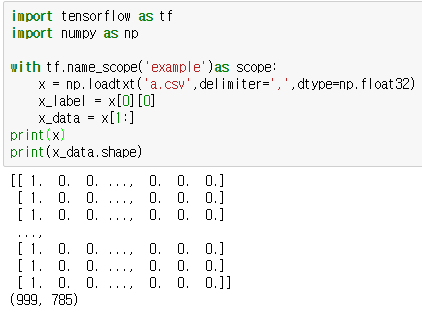 import tensorflow as tf
import numpy as np
with tf.name_scope('example')as scope:
x = np.loadtxt('a.csv',delimiter=',',dtype=np.float32)
x_label = x[0][0]
x_data = x[1:]
print(x)
print(x_data.shape)
[[ 1. 0. 0. ..., 0. 0. 0.]
[ 1. 0. 0. ..., 0. 0. 0.]
[ 1. 0. 0. ..., 0. 0. 0.]
...,
[ 1. 0. 0. ..., 0. 0. 0.]
[ 1. 0. 0. ..., 0. 0. 0.]
[ 1. 0. 0. ..., 0. 0. 0.]]
(999, 785)